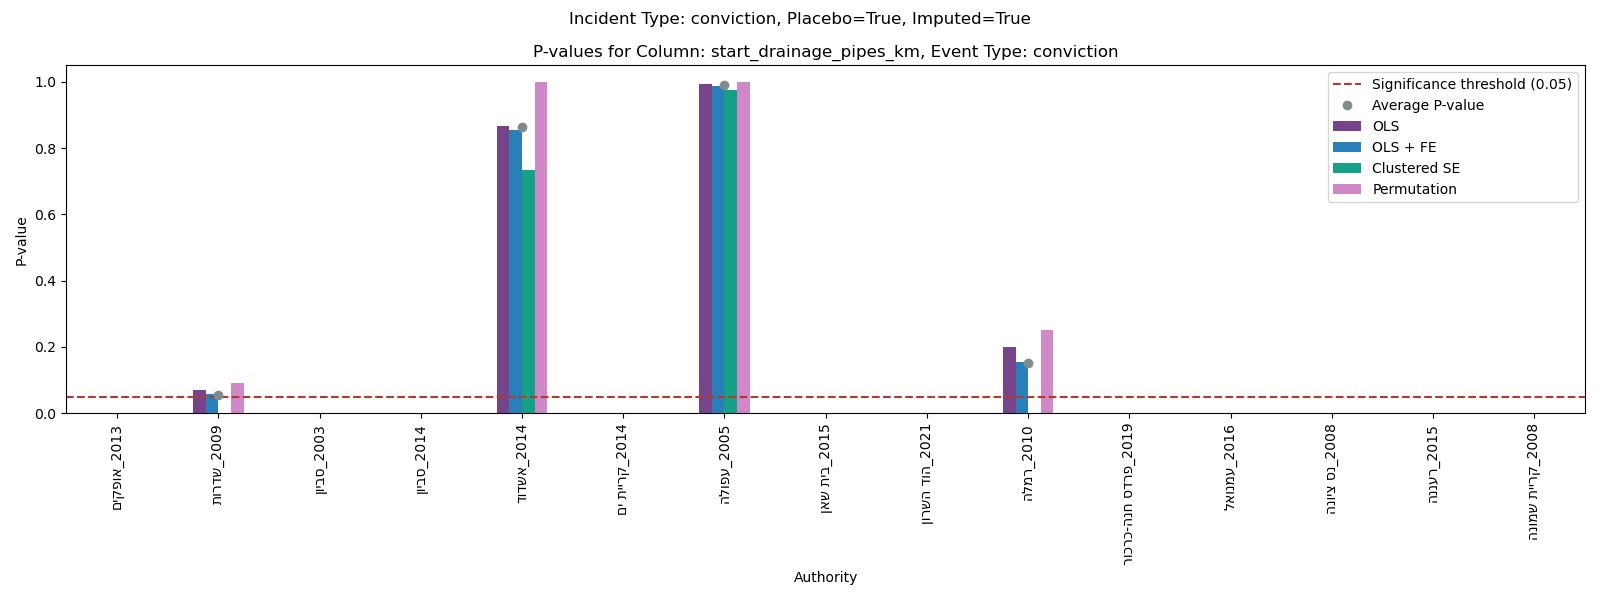 Incident Type: conviction, Placebo=True, Imputed=True
P-values for Column: start_drainage_pipes_km, Event Type: conviction
P-value
1.0
0.8
0.6
0.4
0.2
0.0
Significance threshold (0.05)
Average P-value
OLS
OLS + FE
Clustered SE
Permutation
אופקים_2013
שדרות_2009
סביון_2003
סביון_2014
אשדוד_2014
קריית ים_2014
עפולה_2005
בית שאן_2015
הוד השרון_2021
רמלה_2010
פרדס חנה-כרכור_2019
עמנואל_2016
נס ציונה_2008
רעננה_2015
קריית שמונה_2008
Authority